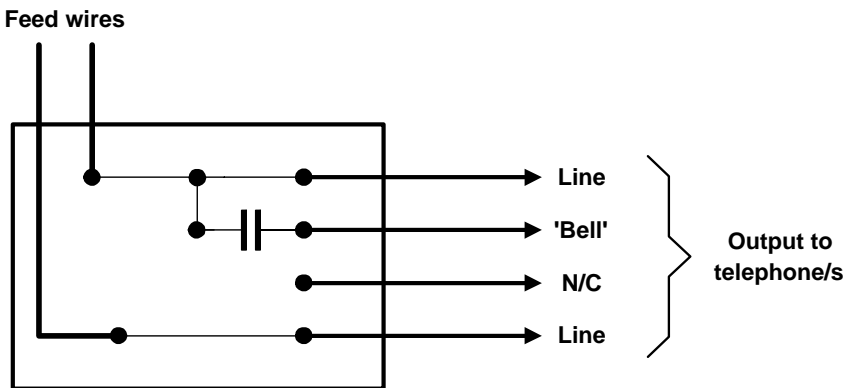 Feed wires
Line
'Bell'
N/C
Line
Output to
telephone/s